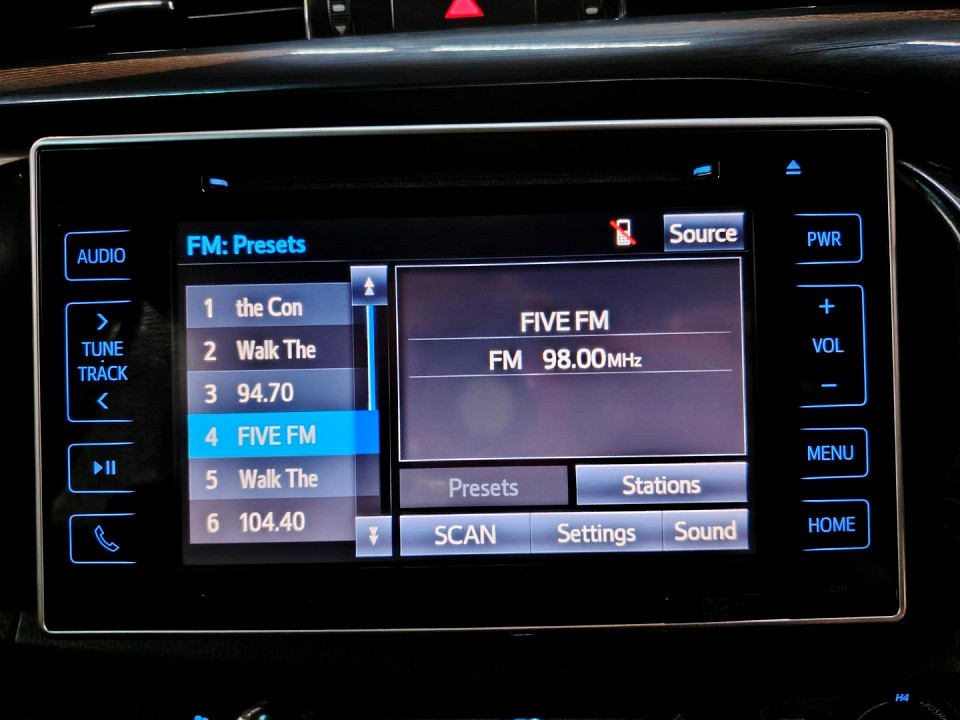 FM: Presets
Source
AUDIO
PWR
1 the Con
2 Walk The
3 94.70
4 FIVE FM
5 Walk The
6 104.40
FIVE FM
FM 98.00MHz
TUNE
TRACK
+
VOL
−
MENU
HOME
Presets
Stations
SCAN
Settings
Sound
H4